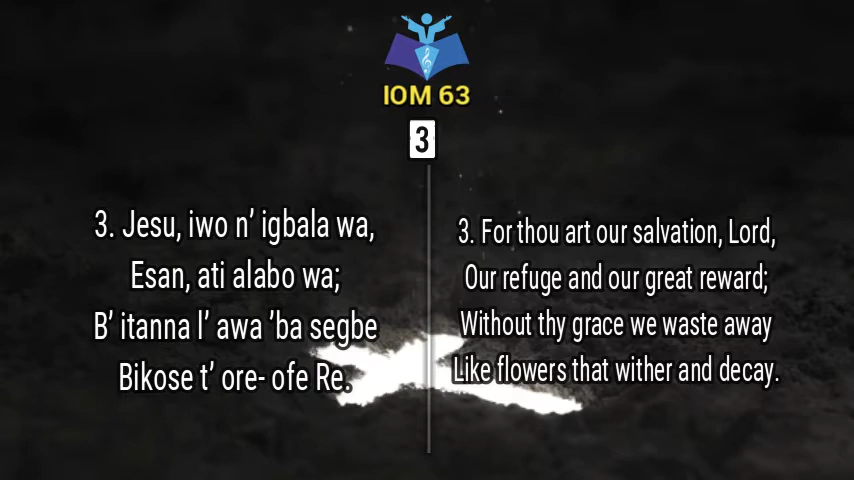 IOM 63
3
3. Jesu, iwo n’ igbala wa,
Esan, ati alabo wa;
B’ itanna l’ awa ’ba segbe
Bikose t’ ore- ofe Re.
3. For thou art our salvation, Lord,
Our refuge and our great reward;
Without thy grace we waste away
Like flowers that wither and decay.